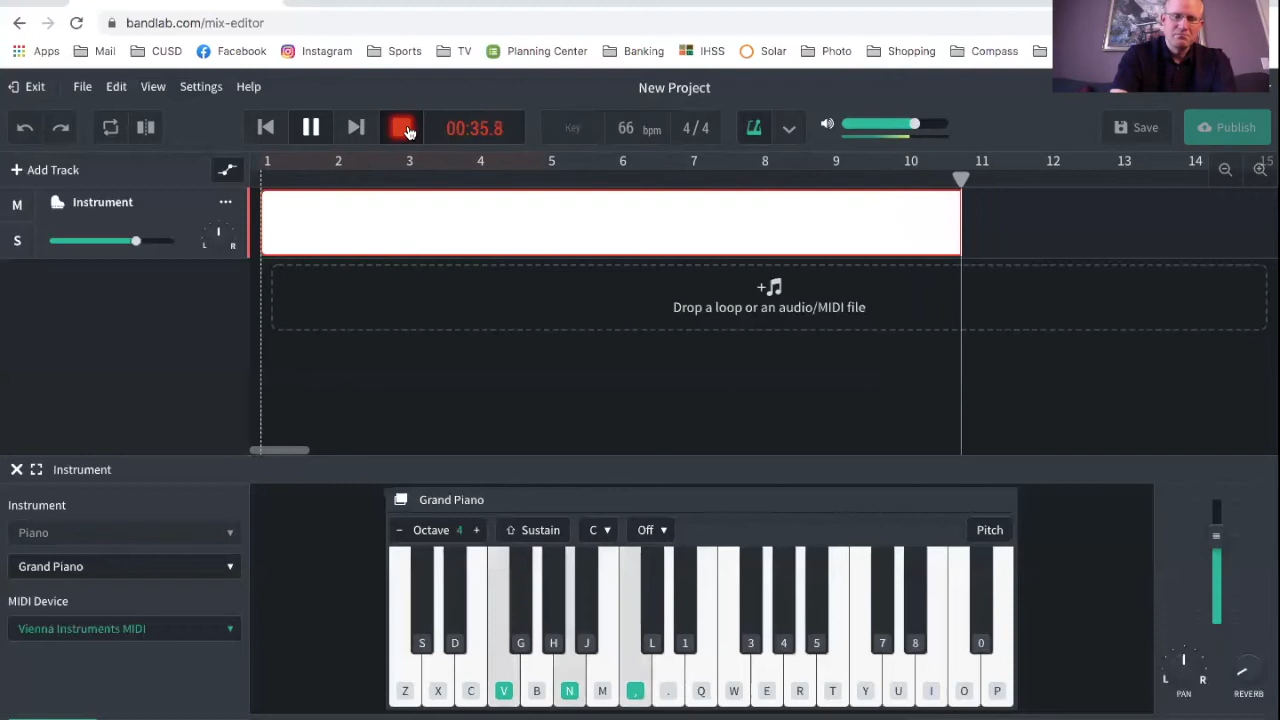 bandlab.com/mix-editor
Apps Mail CUSD Facebook Instagram Sports TV Planning Center Banking IHSS Solar Photo Shopping Compass
Exit File Edit View Settings Help New Project
00:35.8 Key 66 bpm 4/4 Save Publish
+ Add Track 1 2 3 4 5 6 7 8 9 10 11 12 13 14 15
M Instrument ...
S L R
Drop a loop or an audio/MIDI file
Instrument
Instrument Grand Piano
Piano - Octave 4 + Sustain C Off Pitch
Grand Piano
MIDI Device
Vienna Instruments MIDI
S D G H J L 1 3 4 5 7 8 0
Z X C V B N M , . Q W E R T Y U I O P
L R
PAN REVERB